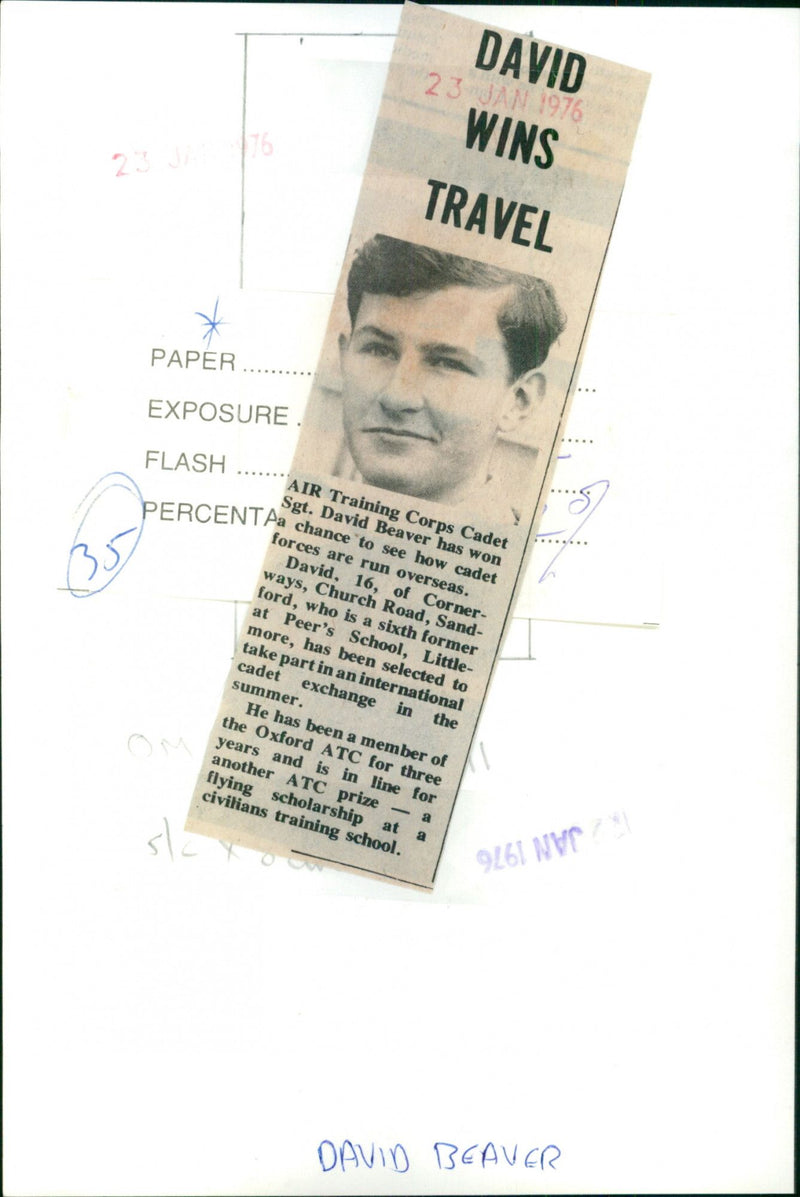 DAVID
23 JAN 1976
WINS
TRAVEL
23 JAN 1976
PAPER
EXPOSURE
FLASH
PERCENTA
35
AIR Training Corps Cadet
Sgt. David Beaver has won
a chance to see how cadet
forces are run overseas.
David, 16, of Corner-
ways, Church Road, Sand-
ford, who is a sixth former
at Peer's School, Little-
more, has been selected to
take part in an international
cadet exchange in the
summer.
He has been a member of
the Oxford ATC for three
years and is in line for
another ATC prize — a
flying scholarship at a
civilians training school.
OM
s/c x
JAN 1976
DAVID BEAVER